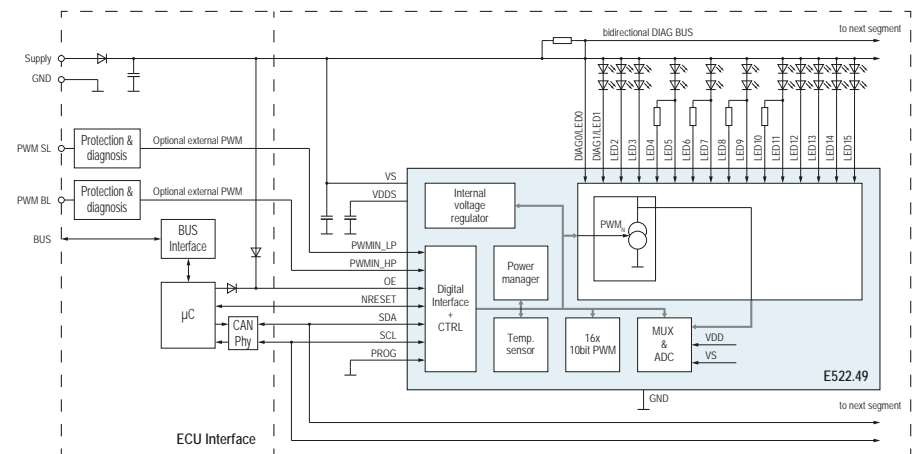 bidirectional DIAG BUS
to next segment
Supply
GND
PWM SL
Protection &
diagnosis
Optional external PWM
PWM BL
Protection &
diagnosis
Optional external PWM
BUS
BUS
Interface
µC
CAN
Phy
ECU Interface
VS
VDDS
PWMIN_LP
PWMIN_HP
OE
NRESET
SDA
SCL
PROG
DIAG0/LED0
DIAG1/LED1
LED2
LED3
LED4
LED5
LED6
LED7
LED8
LED9
LED10
LED11
LED12
LED13
LED14
LED15
Internal
voltage
regulator
PWMN
Digital
Interface
+
CTRL
Power
manager
Temp.
sensor
16x
10bit PWM
MUX
&
ADC
VDD
VS
E522.49
GND
to next segment